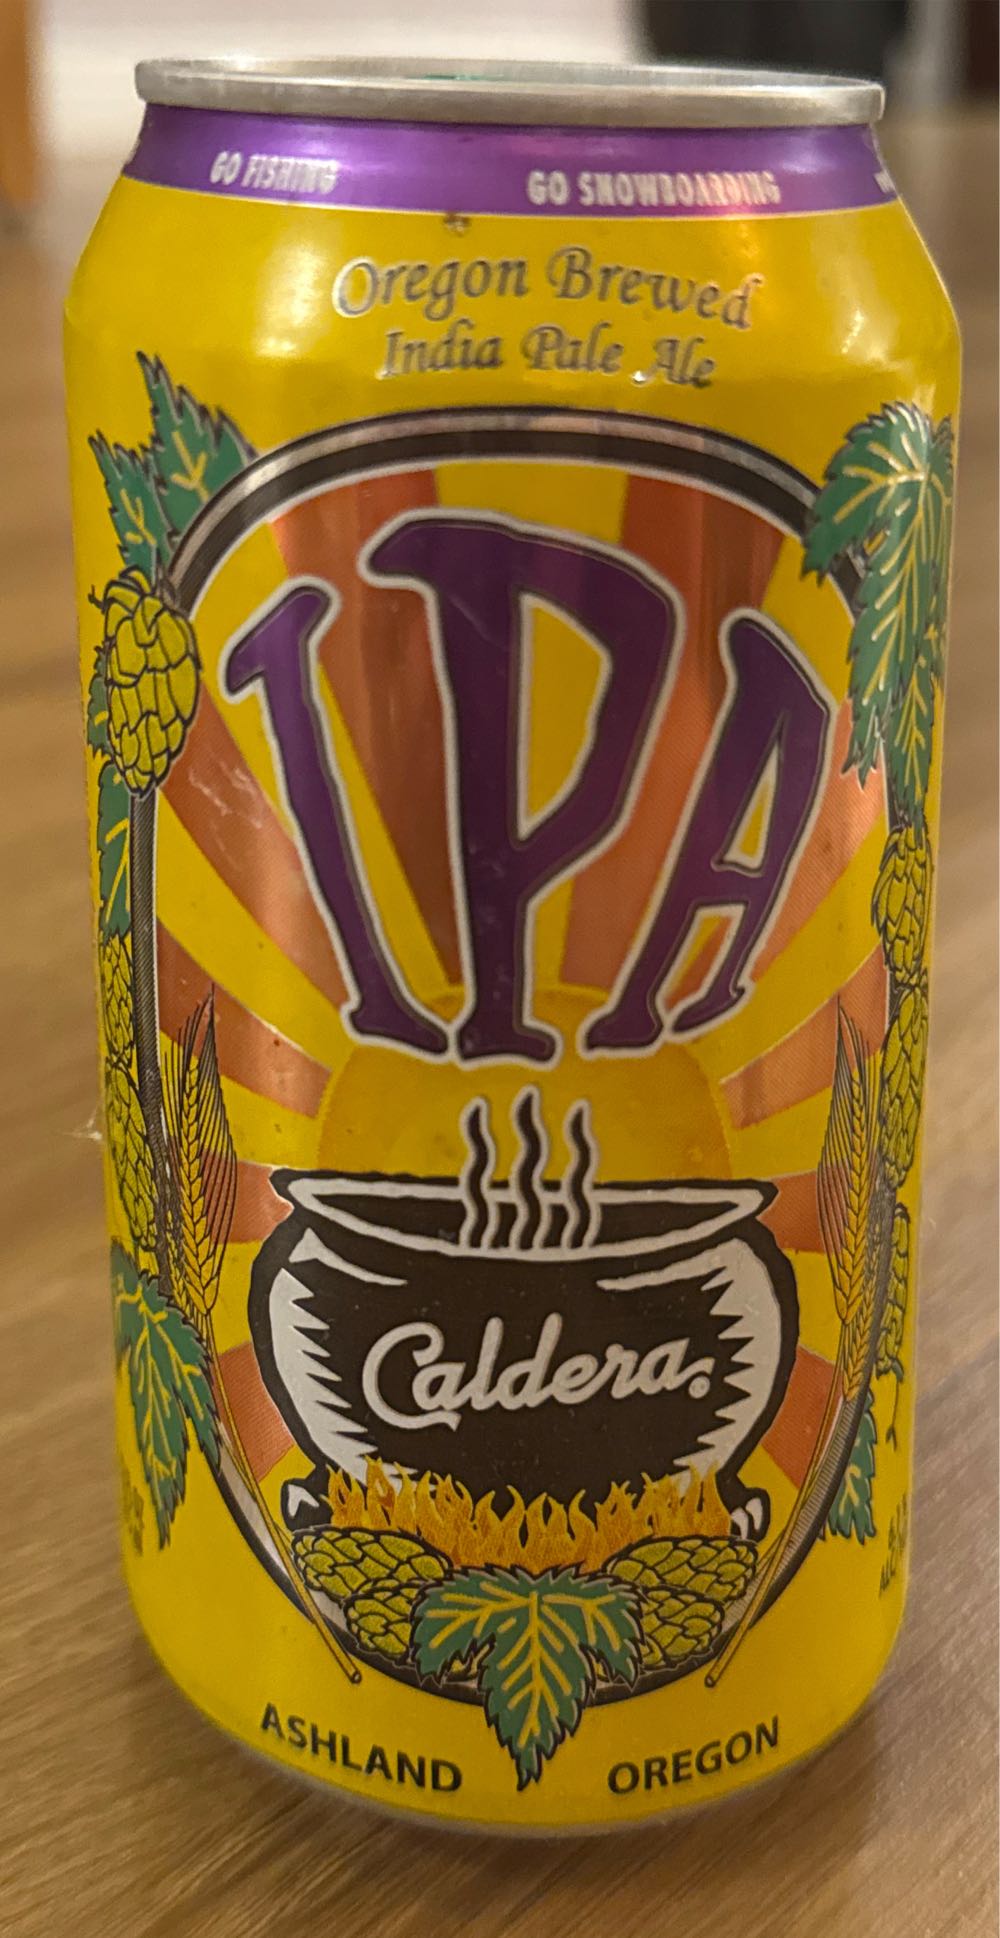 GO FISHING
GO SNOWBOARDING
Oregon Brewed
India Pale Ale
IPA
Caldera®
ASHLAND OREGON